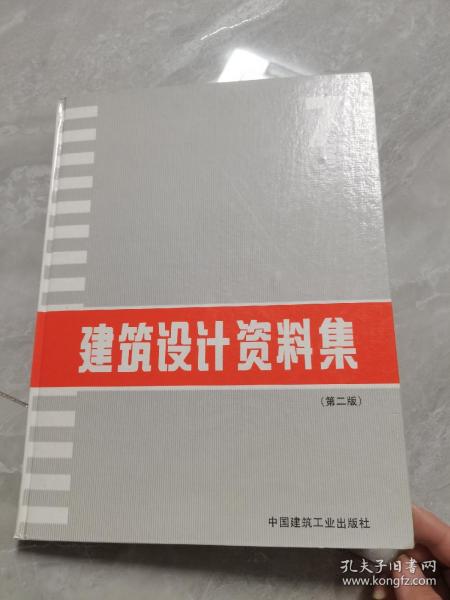 7
建筑设计资料集
(第二版)
中国建筑工业出版社
孔夫子旧书网
www.kongfz.com